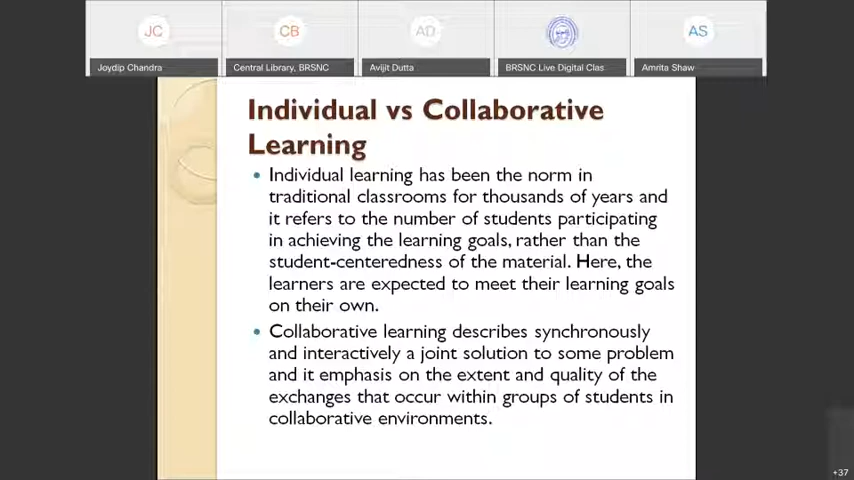 JC
CB
AD
AS
Joydip Chandra
Central Library, BRSNC
Avijit Dutta
BRSNC Live Digital Clas
Amrita Shaw
Individual vs Collaborative
Learning
• Individual learning has been the norm in
traditional classrooms for thousands of years and
it refers to the number of students participating
in achieving the learning goals, rather than the
student-centeredness of the material. Here, the
learners are expected to meet their learning goals
on their own.
• Collaborative learning describes synchronously
and interactively a joint solution to some problem
and it emphasis on the extent and quality of the
exchanges that occur within groups of students in
collaborative environments.
+37